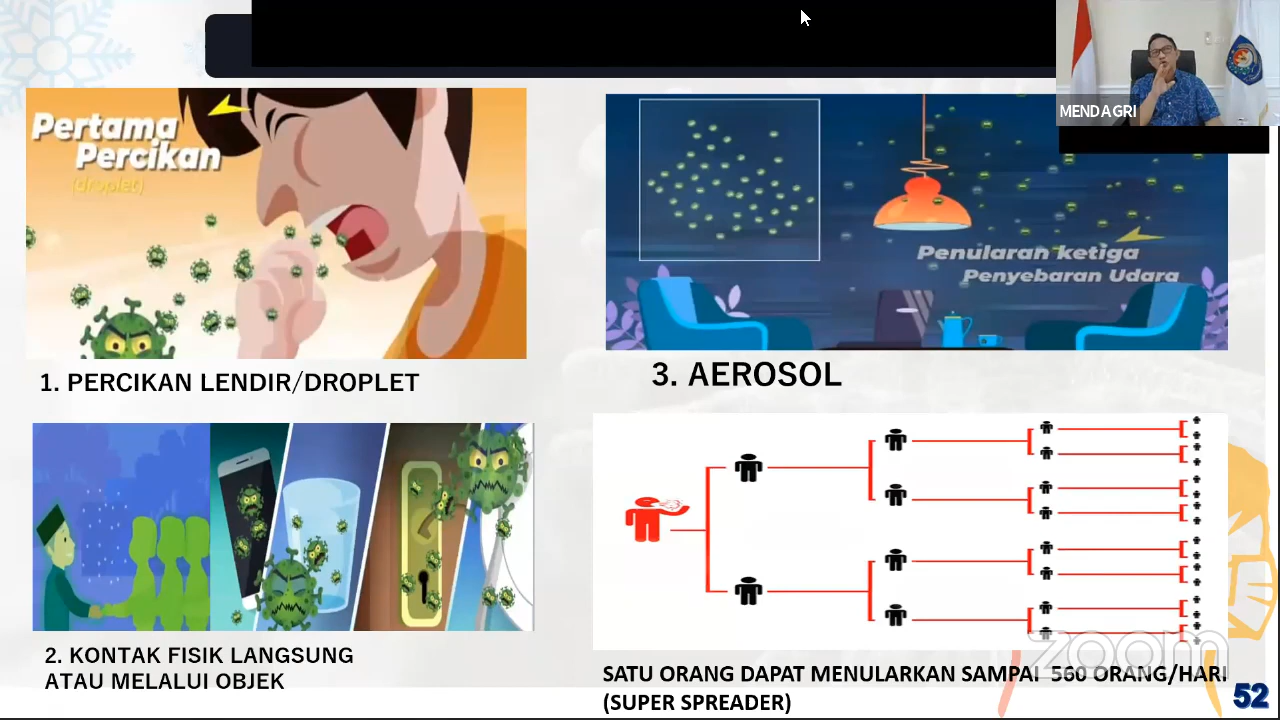 MENDAGRI
Pertama
Percikan
(droplet)
Penularan ketiga
Penyebaran Udara
1. PERCIKAN LENDIR/DROPLET
3. AEROSOL
2. KONTAK FISIK LANGSUNG
ATAU MELALUI OBJEK
SATU ORANG DAPAT MENULARKAN SAMPAI 560 ORANG/HARI
(SUPER SPREADER)
zoom
52